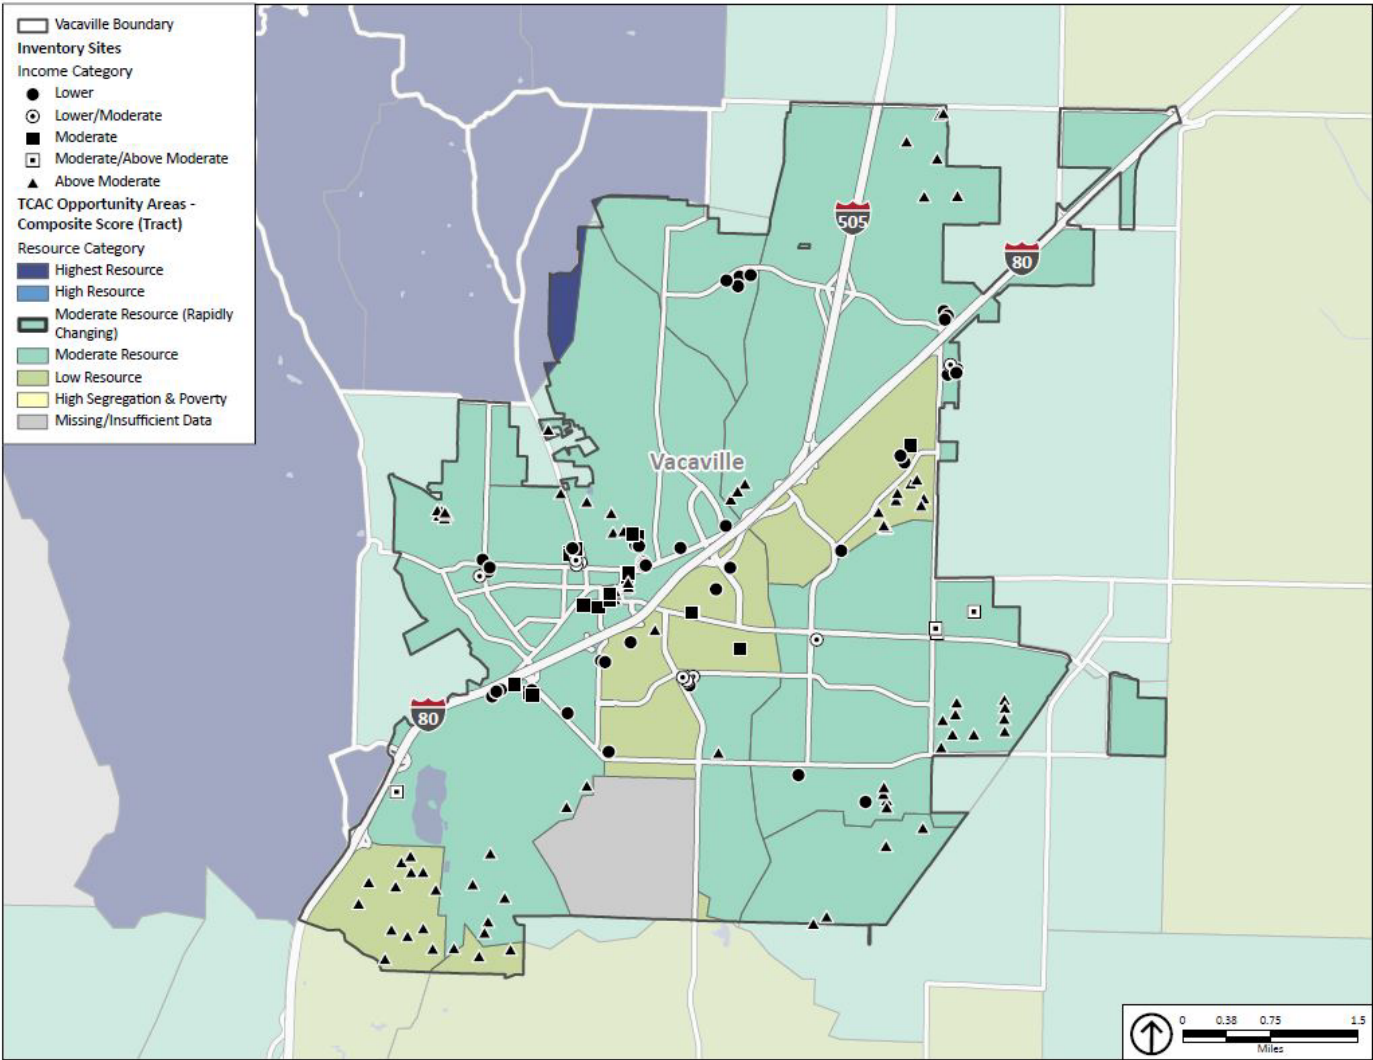 Vacaville Boundary
Inventory Sites
Income Category
Lower
Lower/Moderate
Moderate
Moderate/Above Moderate
Above Moderate
TCAC Opportunity Areas -
Composite Score (Tract)
Resource Category
Highest Resource
High Resource
Moderate Resource (Rapidly
Changing)
Moderate Resource
Low Resource
High Segregation & Poverty
Missing/Insufficient Data
505
80
Vacaville
80
0 0.38 0.75 1.5
Miles